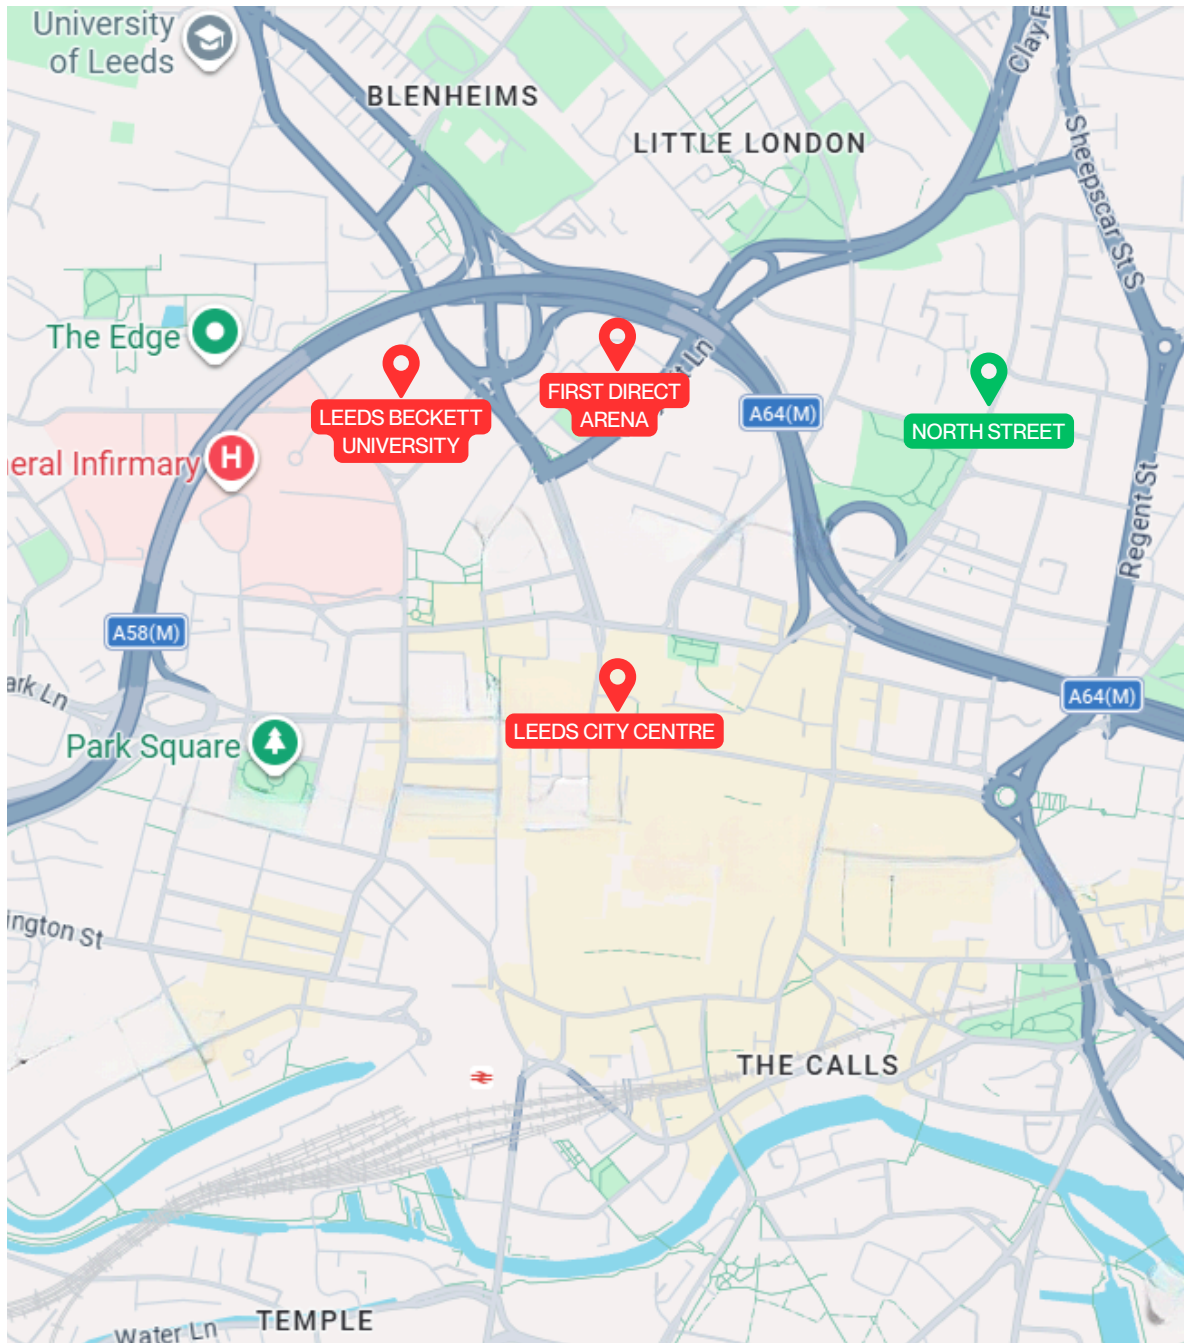 University
of Leeds
BLENHEIMS
LITTLE LONDON
Sheepscar St S
The Edge
LEEDS BECKETT
UNIVERSITY
FIRST DIRECT
ARENA
A64(M)
NORTH STREET
eral Infirmary
H
Regent St
A58(M)
ark Ln
LEEDS CITY CENTRE
A64(M)
Park Square
ington St
THE CALLS
TEMPLE
Water Ln